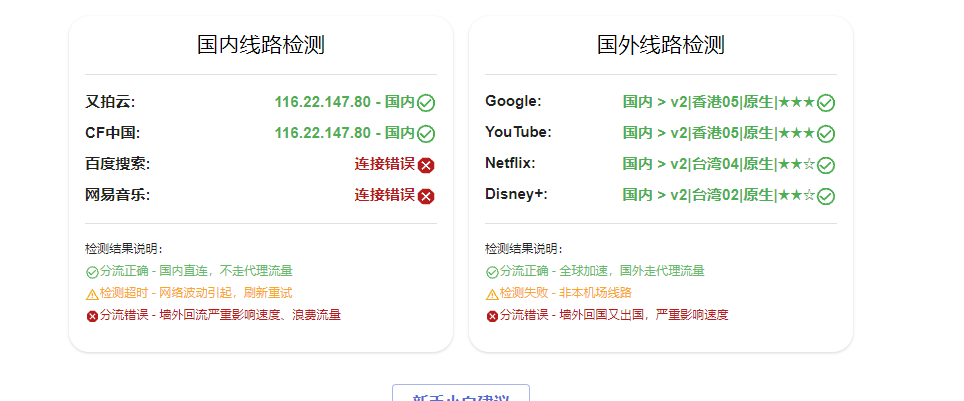 国内线路检测
又拍云: 116.22.147.80 - 国内
CF中国: 116.22.147.80 - 国内
百度搜索: 连接错误
网易音乐: 连接错误
检测结果说明：
分流正确 - 国内直连，不走代理流量
检测超时 - 网络波动引起，刷新重试
分流错误 - 墙外回流严重影响速度、浪费流量
国外线路检测
Google: 国内 > v2|香港05|原生|★★★
YouTube: 国内 > v2|香港05|原生|★★★
Netflix: 国内 > v2|台湾04|原生|★★☆
Disney+: 国内 > v2|台湾02|原生|★★☆
检测结果说明：
分流正确 - 全球加速，国外走代理流量
检测失败 - 非本机场线路
分流错误 - 墙外回国又出国，严重影响速度
新手小白建议